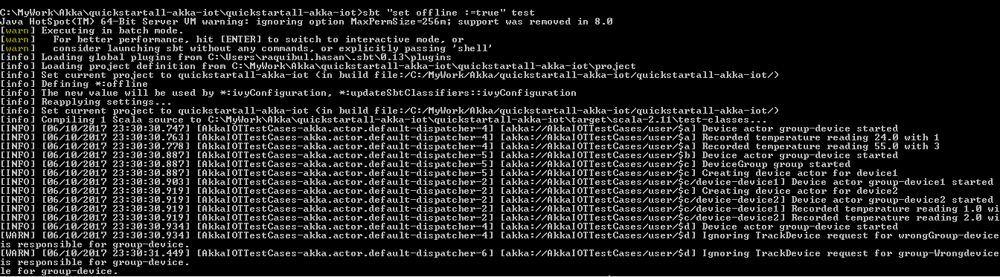 C:\MyWork\Akka\quickstartall-akka-iot\quickstartall-akka-iot>sbt "set offline :=true" test
Java HotSpot(TM) 64-Bit Server VM warning: ignoring option MaxPermSize=256m; support was removed in 8.0
[warn] Executing in batch mode.
[warn]   For better performance, hit [ENTER] to switch to interactive mode, or
[warn]   consider launching sbt without any commands, or explicitly passing 'shell'
[info] Loading global plugins from C:\Users\raquibul.hasan\.sbt\0.13\plugins
[info] Loading project definition from C:\MyWork\Akka\quickstartall-akka-iot\quickstartall-akka-iot\project
[info] Set current project to quickstartall-akka-iot (in build file:/C:/MyWork/Akka/quickstartall-akka-iot/quickstartall-akka-iot/)
[info] Defining *:offline
[info] The new value will be used by *:ivyConfiguration, *:updateSbtClassifiers::ivyConfiguration
[info] Reapplying settings...
[info] Set current project to quickstartall-akka-iot (in build file:/C:/MyWork/Akka/quickstartall-akka-iot/quickstartall-akka-iot/)
[info] Compiling 1 Scala source to C:\MyWork\Akka\quickstartall-akka-iot\quickstartall-akka-iot\target\scala-2.11\test-classes...
[INFO] [06/10/2017 23:30:30.747] [AkkaIOTTestCases-akka.actor.default-dispatcher-4] [akka://AkkaIOTTestCases/user/$a] Device actor group-device started
[INFO] [06/10/2017 23:30:30.763] [AkkaIOTTestCases-akka.actor.default-dispatcher-4] [akka://AkkaIOTTestCases/user/$a] Recorded temperature reading 24.0 with 1
[INFO] [06/10/2017 23:30:30.778] [AkkaIOTTestCases-akka.actor.default-dispatcher-4] [akka://AkkaIOTTestCases/user/$a] Recorded temperature reading 55.0 with 3
[INFO] [06/10/2017 23:30:30.887] [AkkaIOTTestCases-akka.actor.default-dispatcher-5] [akka://AkkaIOTTestCases/user/$b] Device actor group-device started
[INFO] [06/10/2017 23:30:30.887] [AkkaIOTTestCases-akka.actor.default-dispatcher-5] [akka://AkkaIOTTestCases/user/$c] DeviceGroup group started
[INFO] [06/10/2017 23:30:30.887] [AkkaIOTTestCases-akka.actor.default-dispatcher-5] [akka://AkkaIOTTestCases/user/$c] Creating device actor for device1
[INFO] [06/10/2017 23:30:30.903] [AkkaIOTTestCases-akka.actor.default-dispatcher-2] [akka://AkkaIOTTestCases/user/$c/device-device1] Device actor group-device1 started
[INFO] [06/10/2017 23:30:30.919] [AkkaIOTTestCases-akka.actor.default-dispatcher-2] [akka://AkkaIOTTestCases/user/$c] Creating device actor for device2
[INFO] [06/10/2017 23:30:30.919] [AkkaIOTTestCases-akka.actor.default-dispatcher-2] [akka://AkkaIOTTestCases/user/$c/device-device2] Device actor group-device2 started
[INFO] [06/10/2017 23:30:30.919] [AkkaIOTTestCases-akka.actor.default-dispatcher-2] [akka://AkkaIOTTestCases/user/$c/device-device1] Recorded temperature reading 1.0 wi
[INFO] [06/10/2017 23:30:30.919] [AkkaIOTTestCases-akka.actor.default-dispatcher-2] [akka://AkkaIOTTestCases/user/$c/device-device2] Recorded temperature reading 2.0 wi
[INFO] [06/10/2017 23:30:30.934] [AkkaIOTTestCases-akka.actor.default-dispatcher-4] [akka://AkkaIOTTestCases/user/$d] Device actor group-device started
[WARN] [06/10/2017 23:30:30.934] [AkkaIOTTestCases-akka.actor.default-dispatcher-4] [akka://AkkaIOTTestCases/user/$d] Ignoring TrackDevice request for wrongGroup-device
is responsible for group-device.
[WARN] [06/10/2017 23:30:31.449] [AkkaIOTTestCases-akka.actor.default-dispatcher-6] [akka://AkkaIOTTestCases/user/$d] Ignoring TrackDevice request for group-Wrongdevice
is responsible for group-device.
le for group-device.